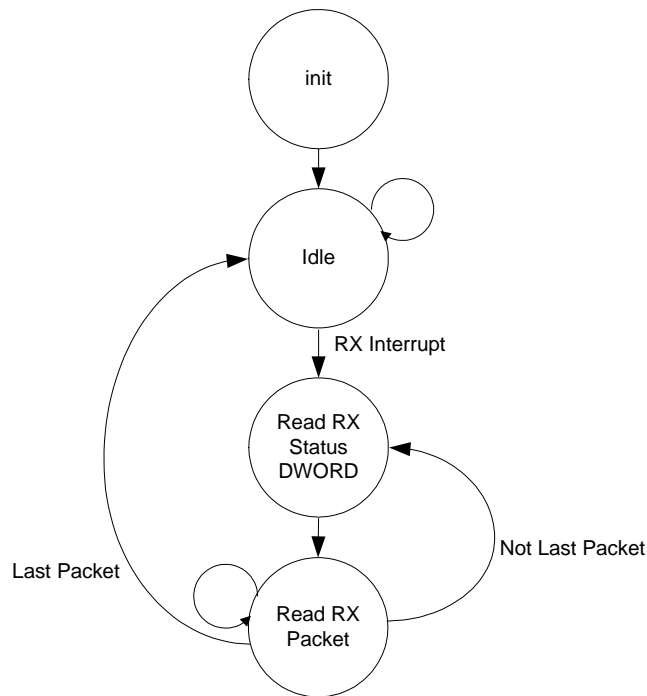 init
Idle
RX Interrupt
Read RX
Status
DWORD
Not Last Packet
Last Packet
Read RX
Packet